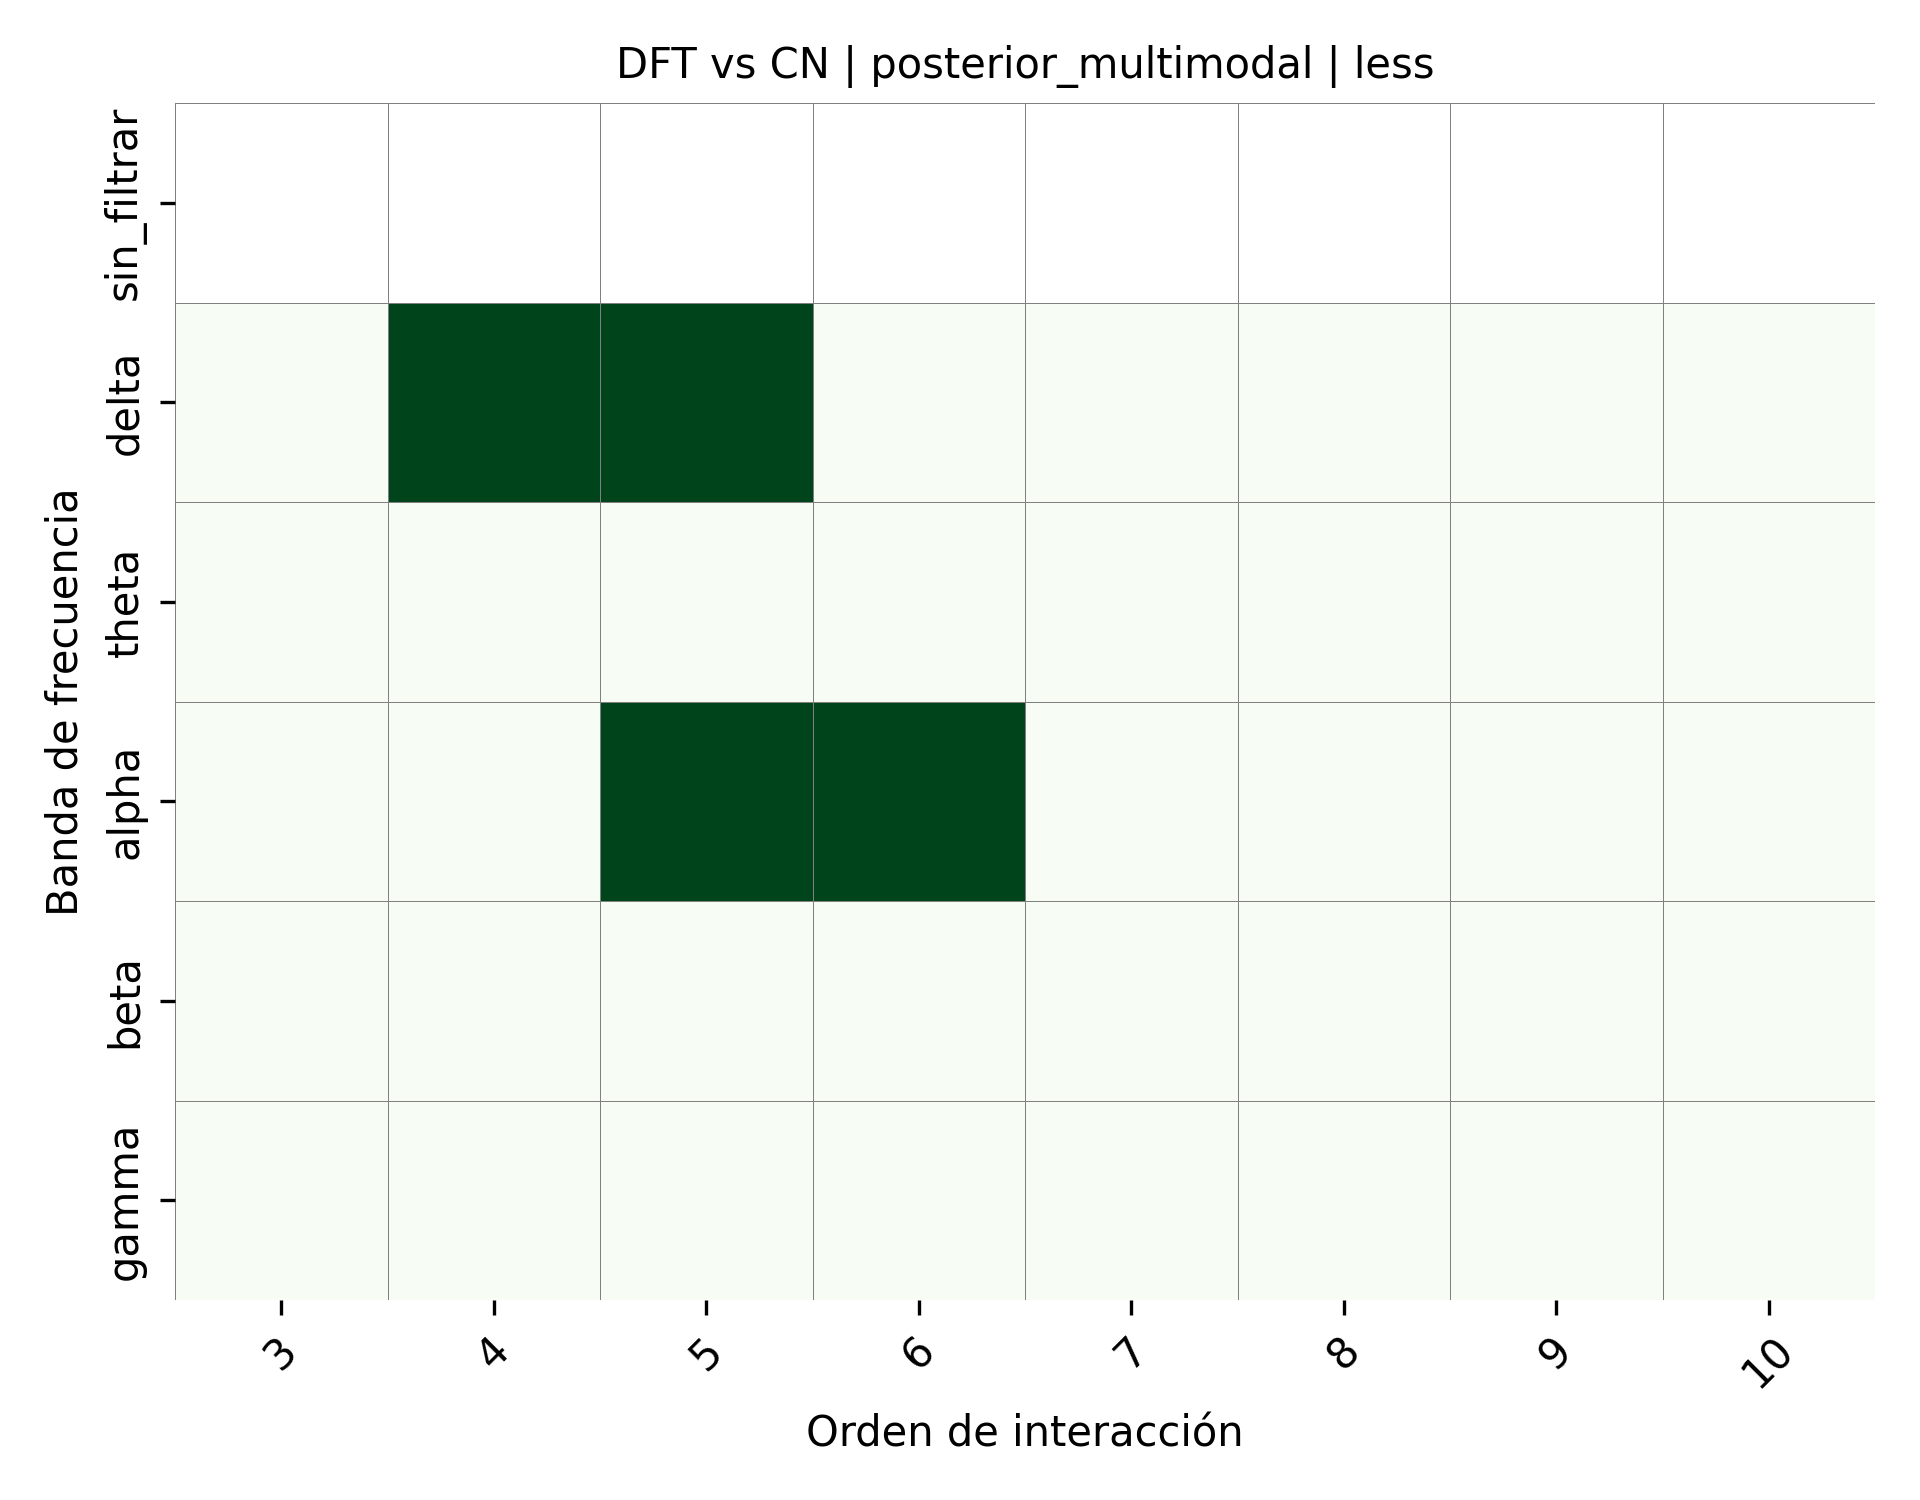 DFT vs CN | posterior_multimodal | less
Banda de frecuencia
sin_filtrar
delta
theta
alpha
beta
gamma
3 4 5 6 7 8 9 10
Orden de interacción